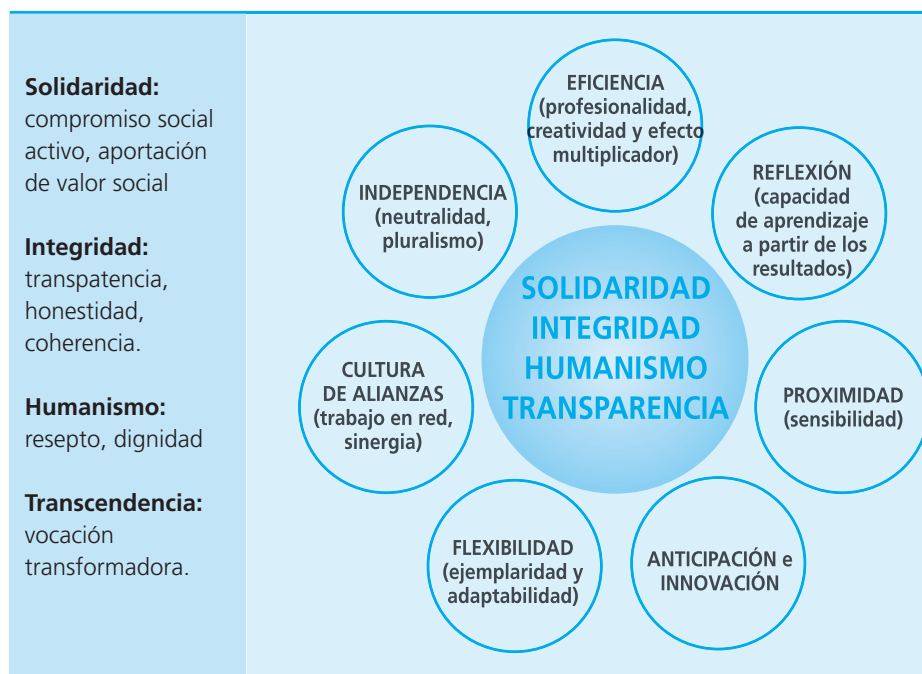 Solidaridad:
compromiso social
activo, aportación
de valor social
Integridad:
transpatencia,
honestidad,
coherencia.
Humanismo:
resepto, dignidad
Transcendencia:
vocación
transformadora.
EFICIENCIA
(profesionalidad,
creatividad y efecto
multiplicador)
REFLEXIÓN
(capacidad
de aprendizaje
a partir de los
resultados)
INDEPENDENCIA
(neutralidad,
pluralismo)
SOLIDARIDAD
INTEGRIDAD
HUMANISMO
TRANSPARENCIA
CULTURA
DE ALIANZAS
(trabajo en red,
sinergia)
PROXIMIDAD
(sensibilidad)
FLEXIBILIDAD
(ejemplaridad y
adaptabilidad)
ANTICIPACIÓN e
INNOVACIÓN